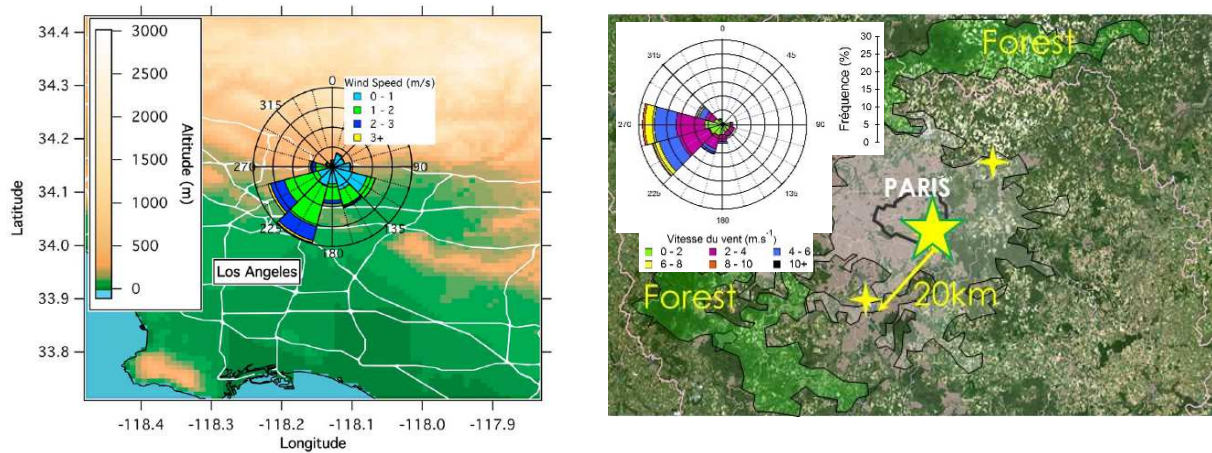 34.4
34.3
34.2
34.1
34.0
33.9
33.8
Latitude
-118.4
-118.3
-118.2
-118.1
-118.0
-117.9
Longitude
3000
2500
2000
1500
1000
500
0
Altitude (m)
Wind Speed (m/s)
0 - 1
1 - 2
2 - 3
3+
0
315
270
90
225
135
180
Los Angeles
0
315
45
270
90
225
135
180
30
25
20
15
10
5
0
Fréquence (%)
Vitesse du vent (m.s⁻¹)
0 - 2
2 - 4
4 - 6
6 - 8
8 - 10
10+
Forest
PARIS
Forest
20km